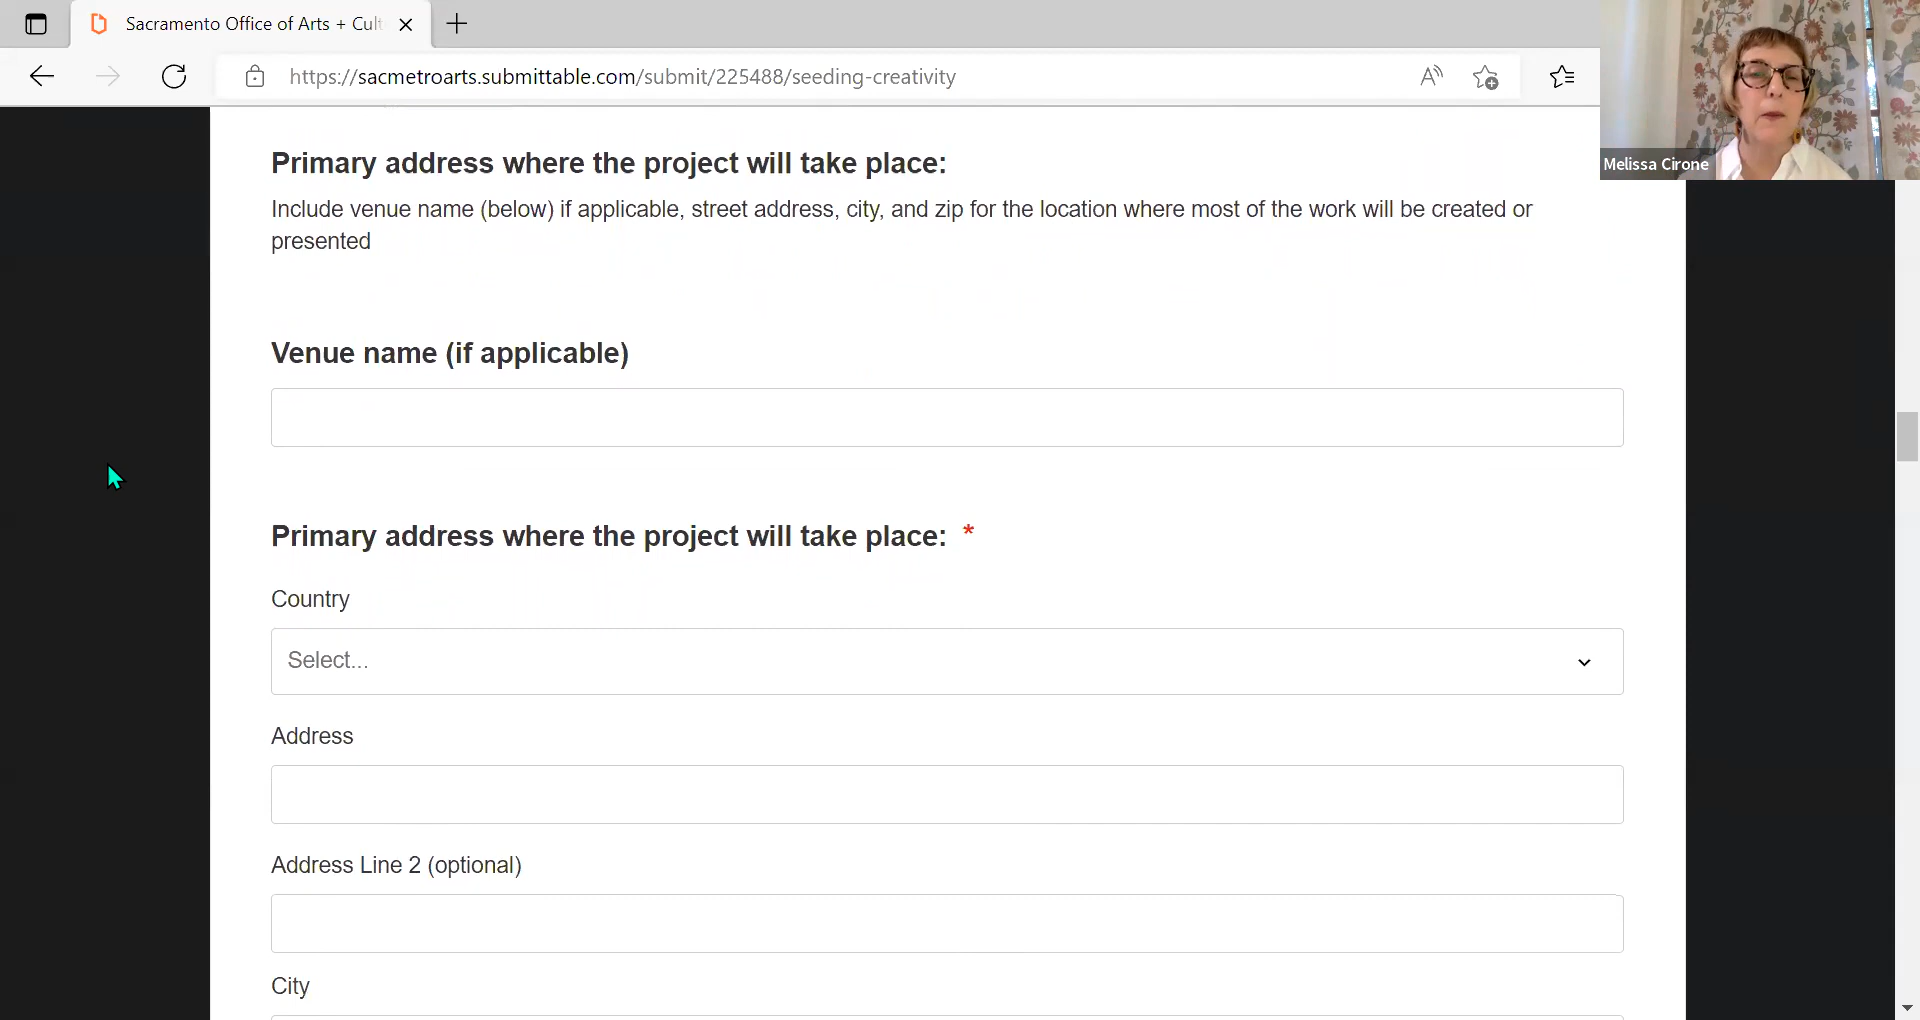 Sacramento Office of Arts + Cult
https://sacmetroarts.submittable.com/submit/225488/seeding-creativity
Melissa Cirone
Primary address where the project will take place:
Include venue name (below) if applicable, street address, city, and zip for the location where most of the work will be created or
presented
Venue name (if applicable)
Primary address where the project will take place: *
Country
Select...
Address
Address Line 2 (optional)
City